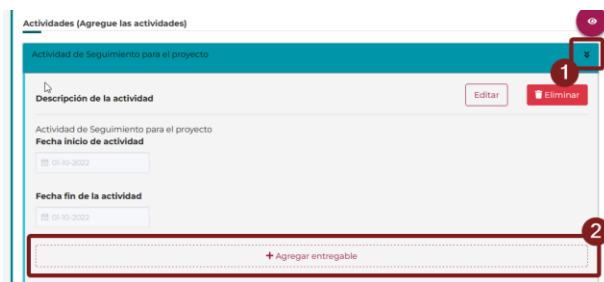 Actividades (Agregue las actividades)
Actividad de Seguimiento para el proyecto
1
Descripción de la actividad
Editar
Eliminar
Actividad de Seguimiento para el proyecto
Fecha inicio de actividad
01-10-2022
Fecha fin de la actividad
01-10-2022
2
+ Agregar entregable